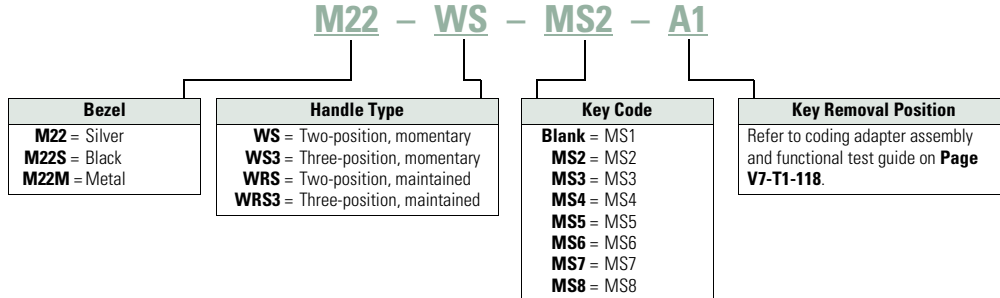 M22 – WS – MS2 – A1
Bezel
M22 = Silver
M22S = Black
M22M = Metal
Handle Type
WS = Two-position, momentary
WS3 = Three-position, momentary
WRS = Two-position, maintained
WRS3 = Three-position, maintained
Key Code
Blank = MS1
MS2 = MS2
MS3 = MS3
MS4 = MS4
MS5 = MS5
MS6 = MS6
MS7 = MS7
MS8 = MS8
Key Removal Position
Refer to coding adapter assembly
and functional test guide on Page
V7-T1-118.